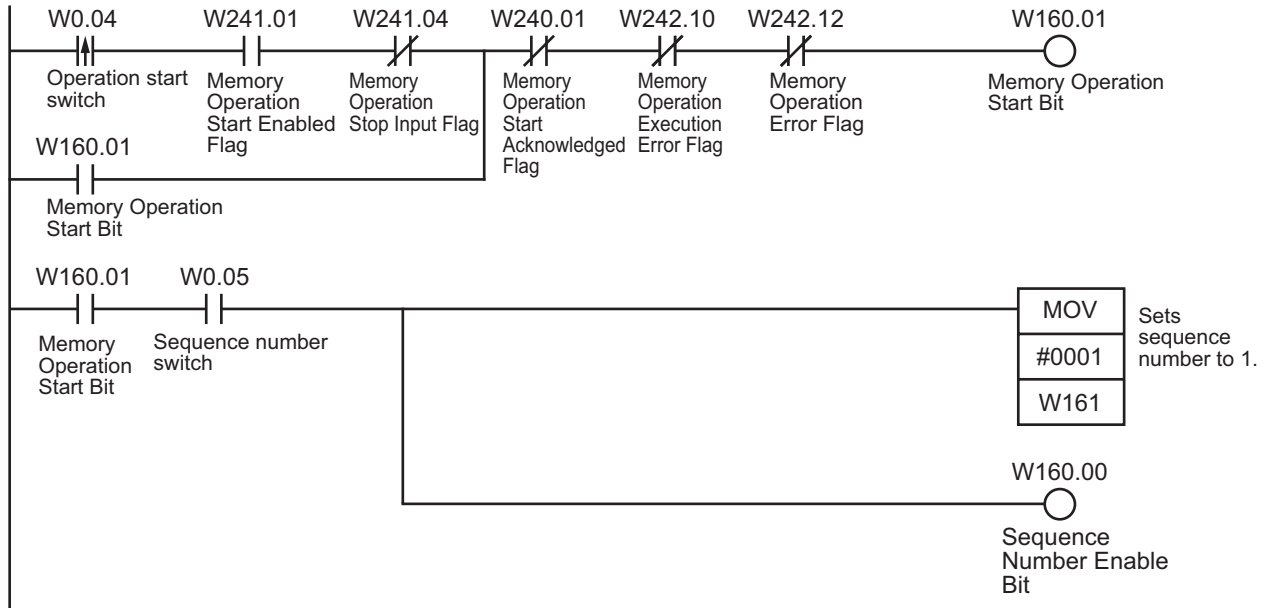 W0.04 W241.01 W241.04 W240.01 W242.10 W242.12 W160.01
Operation start
switch
Memory
Operation
Start Enabled
Flag
Memory
Operation
Stop Input Flag
Memory
Operation
Start
Acknowledged
Flag
Memory
Operation
Execution
Error Flag
Memory
Operation
Error Flag
Memory Operation
Start Bit
W160.01
Memory Operation
Start Bit
W160.01 W0.05
Memory
Operation
Start Bit
Sequence number
switch
MOV
#0001
W161
Sets
sequence
number to 1.
W160.00
Sequence
Number Enable
Bit